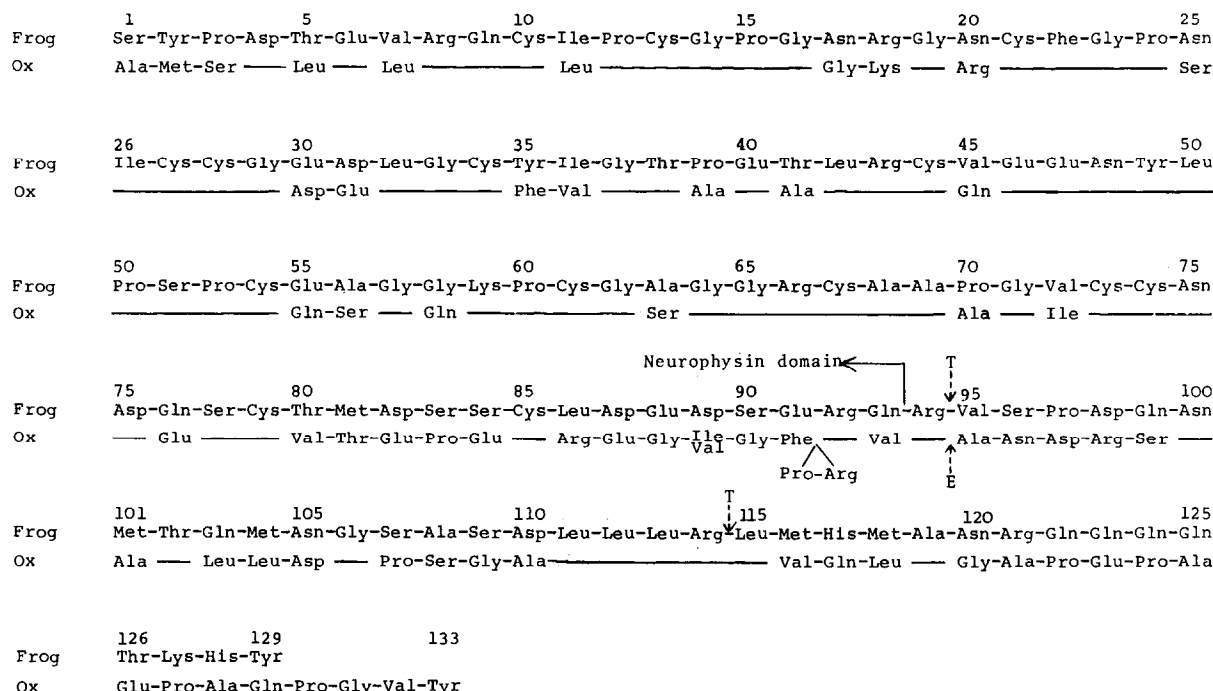 1 5 10 15 20 25
Frog Ser-Tyr-Pro-Asp-Thr-Glu-Val-Arg-Gln-Cys-Ile-Pro-Cys-Gly-Pro-Gly-Asn-Arg-Gly-Asn-Cys-Phe-Gly-Pro-Asn
Ox Ala-Met-Ser — Leu — Leu — Leu — Gly-Lys — Arg — Ser
26 30 35 40 45 50
Frog Ile-Cys-Cys-Gly-Glu-Asp-Leu-Gly-Cys-Tyr-Ile-Gly-Thr-Pro-Glu-Thr-Leu-Arg-Cys-Val-Glu-Glu-Asn-Tyr-Leu
Ox — Asp-Glu — Phe-Val — Ala — Ala — Gln —
50 55 60 65 70 75
Frog Pro-Ser-Pro-Cys-Glu-Ala-Gly-Gly-Lys-Pro-Cys-Gly-Ala-Gly-Gly-Arg-Cys-Ala-Ala-Pro-Gly-Val-Cys-Cys-Asn
Ox — Gln-Ser — Gln — Ser — Ala — Ile —
Neurophysin domain T
75 80 85 90 95 100
Frog Asp-Gln-Ser-Cys-Thr-Met-Asp-Ser-Ser-Cys-Leu-Asp-Glu-Asp-Ser-Glu-Arg-Gln-Arg-Val-Ser-Pro-Asp-Gln-Asn
Ox — Glu — Val-Thr-Glu-Pro-Glu — Arg-Glu-Gly-Ile-Gly-Phe — Val — Ala-Asn-Asp-Arg-Ser —
Val
Pro-Arg E
T
101 105 110 115 120 125
Frog Met-Thr-Gln-Met-Asn-Gly-Ser-Ala-Ser-Asp-Leu-Leu-Leu-Arg-Leu-Met-His-Met-Ala-Asn-Arg-Gln-Gln-Gln-Gln
Ox Ala — Leu-Leu-Asp — Pro-Ser-Gly-Ala — Val-Gln-Leu — Gly-Ala-Pro-Glu-Pro-Ala
126 129 133
Frog Thr-Lys-His-Tyr
Ox Glu-Pro-Ala-Gln-Pro-Gly-Val-Tyr